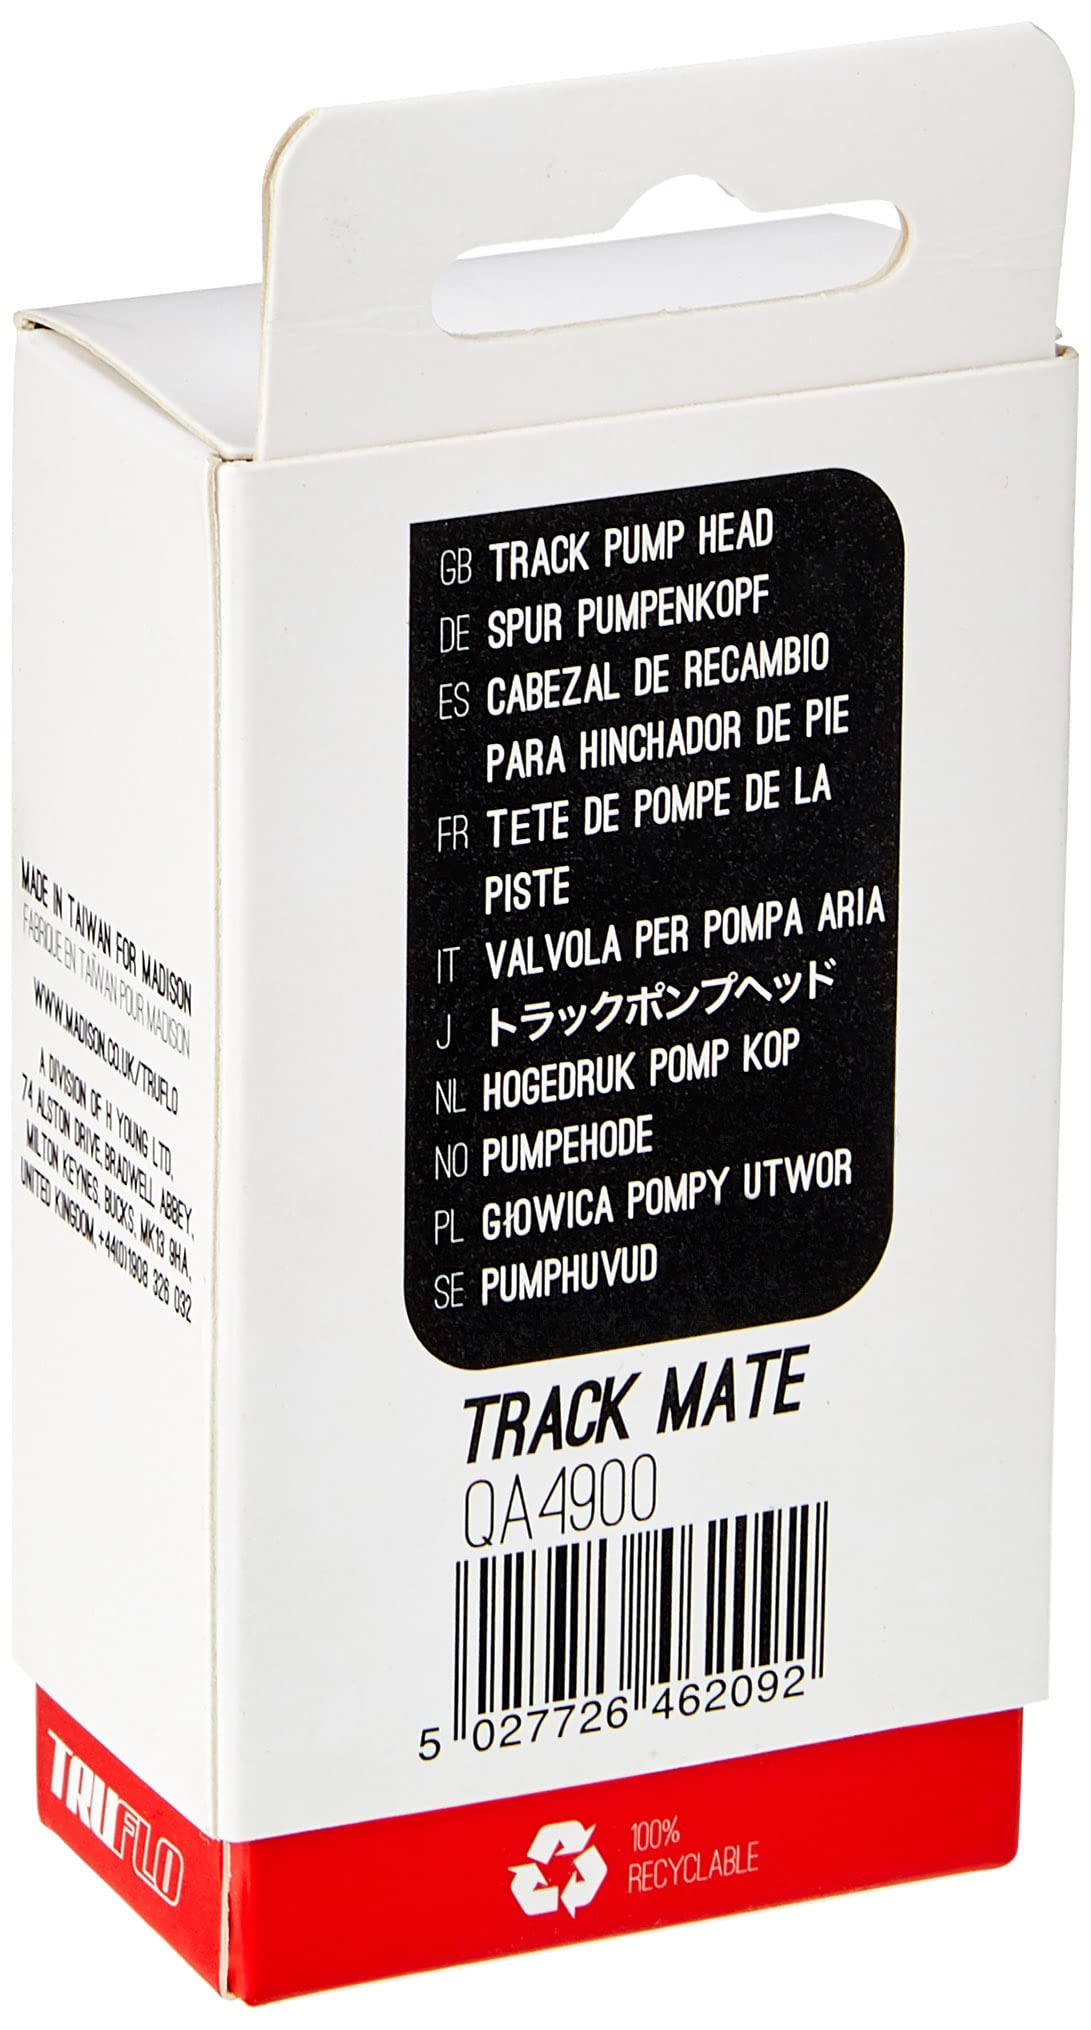 GB TRACK PUMP HEAD
DE SPUR PUMPENKOPF
ES CABEZAL DE RECAMBIO
PARA HINCHADOR DE PIE
FR TETE DE POMPE DE LA
PISTE
IT VALVOLA PER POMPA ARIA
J トラックポンプヘッド
NL HOGEDRUK POMP KOP
NO PUMPEHODE
PL GŁOWICA POMPY UTWOR
SE PUMPHUVUD
TRACK MATE
QA4900
5 027726 462092
100%
RECYCLABLE
MADE IN TAIWAN FOR MADISON
FABRIQUE EN TAÏWAN POUR MADISON
WWW.MADISON.CO.UK/TRUFLO
A DIVISION OF H YOUNG LTD,
74 ALSTON DRIVE, BRADWELL ABBEY,
MILTON KEYNES, BUCKS, MK13 9HA,
UNITED KINGDOM, +44(0)1908 326 032
TRUFLO